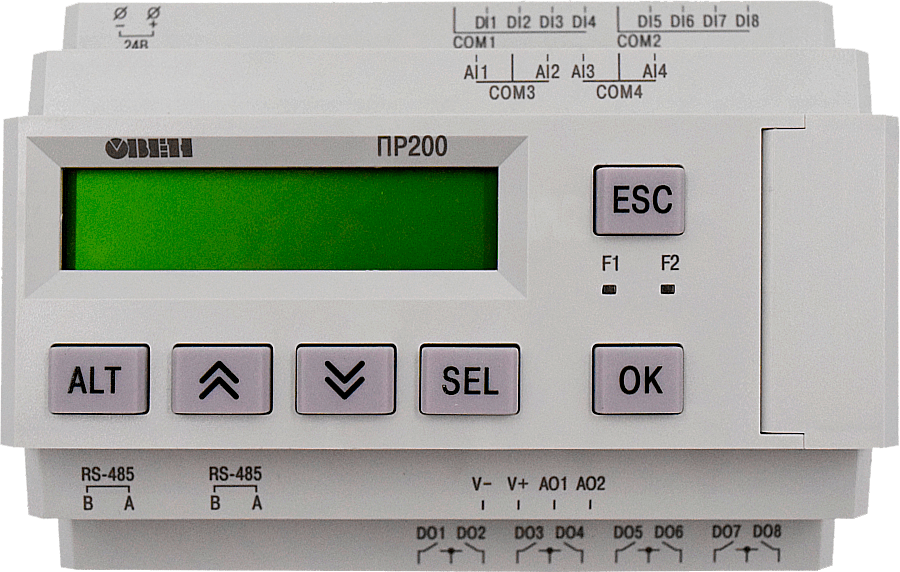 - +
24В
DI1 DI2 DI3 DI4
COM1
DI5 DI6 DI7 DI8
COM2
AI1 AI2
COM3
AI3 AI4
COM4
ОВЕН
ПР200
ESC
F1 F2
ALT
SEL
OK
RS-485
B A
RS-485
B A
V- V+ AO1 AO2
DO1 DO2 DO3 DO4 DO5 DO6 DO7 DO8